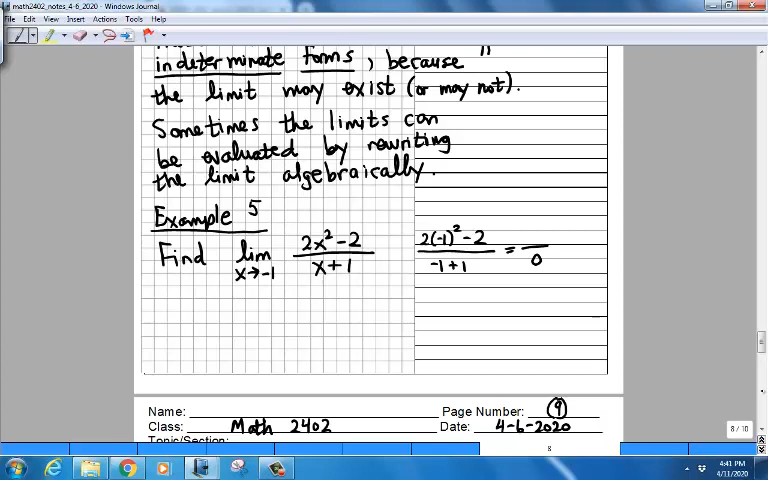 math2402_notes_4-6_2020 - Windows Journal
File Edit View Insert Actions Tools Help
indeterminate forms, because
the limit may exist (or may not).
Sometimes the limits can
be evaluated by rewriting
the limit algebraically.
Example 5
Find lim x→-1 (2x²-2)/(x+1)
(2(-1)²-2)/(-1+1) = /0
Name: Page Number: 9
Class: Math 2402 Date: 4-6-2020
Topic/Section:
8 / 10
8
4:41 PM
4/11/2020